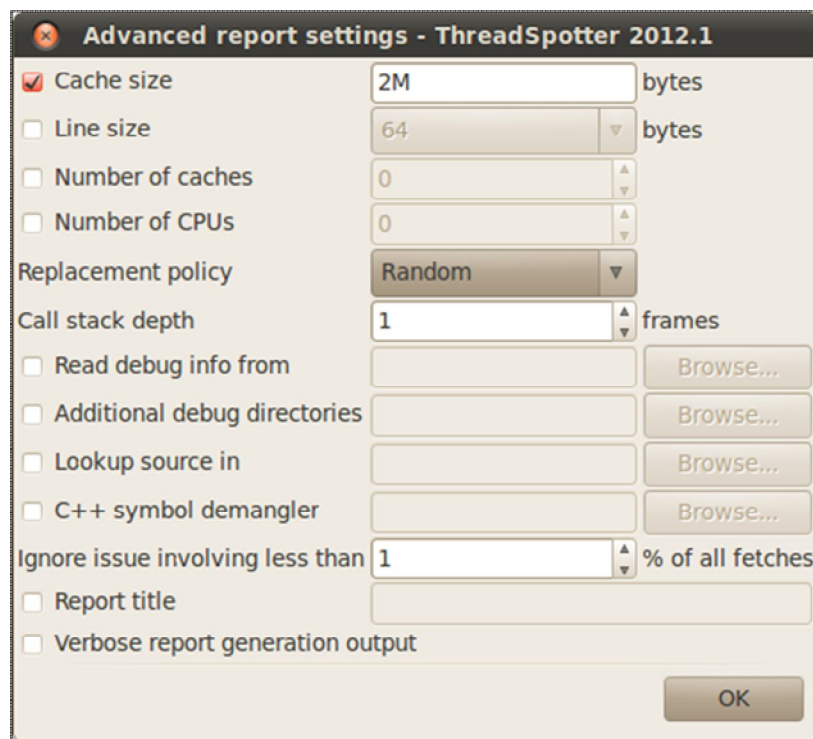 Advanced report settings - ThreadSpotter 2012.1
Cache size 2M bytes
Line size 64 bytes
Number of caches 0
Number of CPUs 0
Replacement policy Random
Call stack depth 1 frames
Read debug info from Browse...
Additional debug directories Browse...
Lookup source in Browse...
C++ symbol demangler Browse...
Ignore issue involving less than 1 % of all fetches
Report title
Verbose report generation output
OK